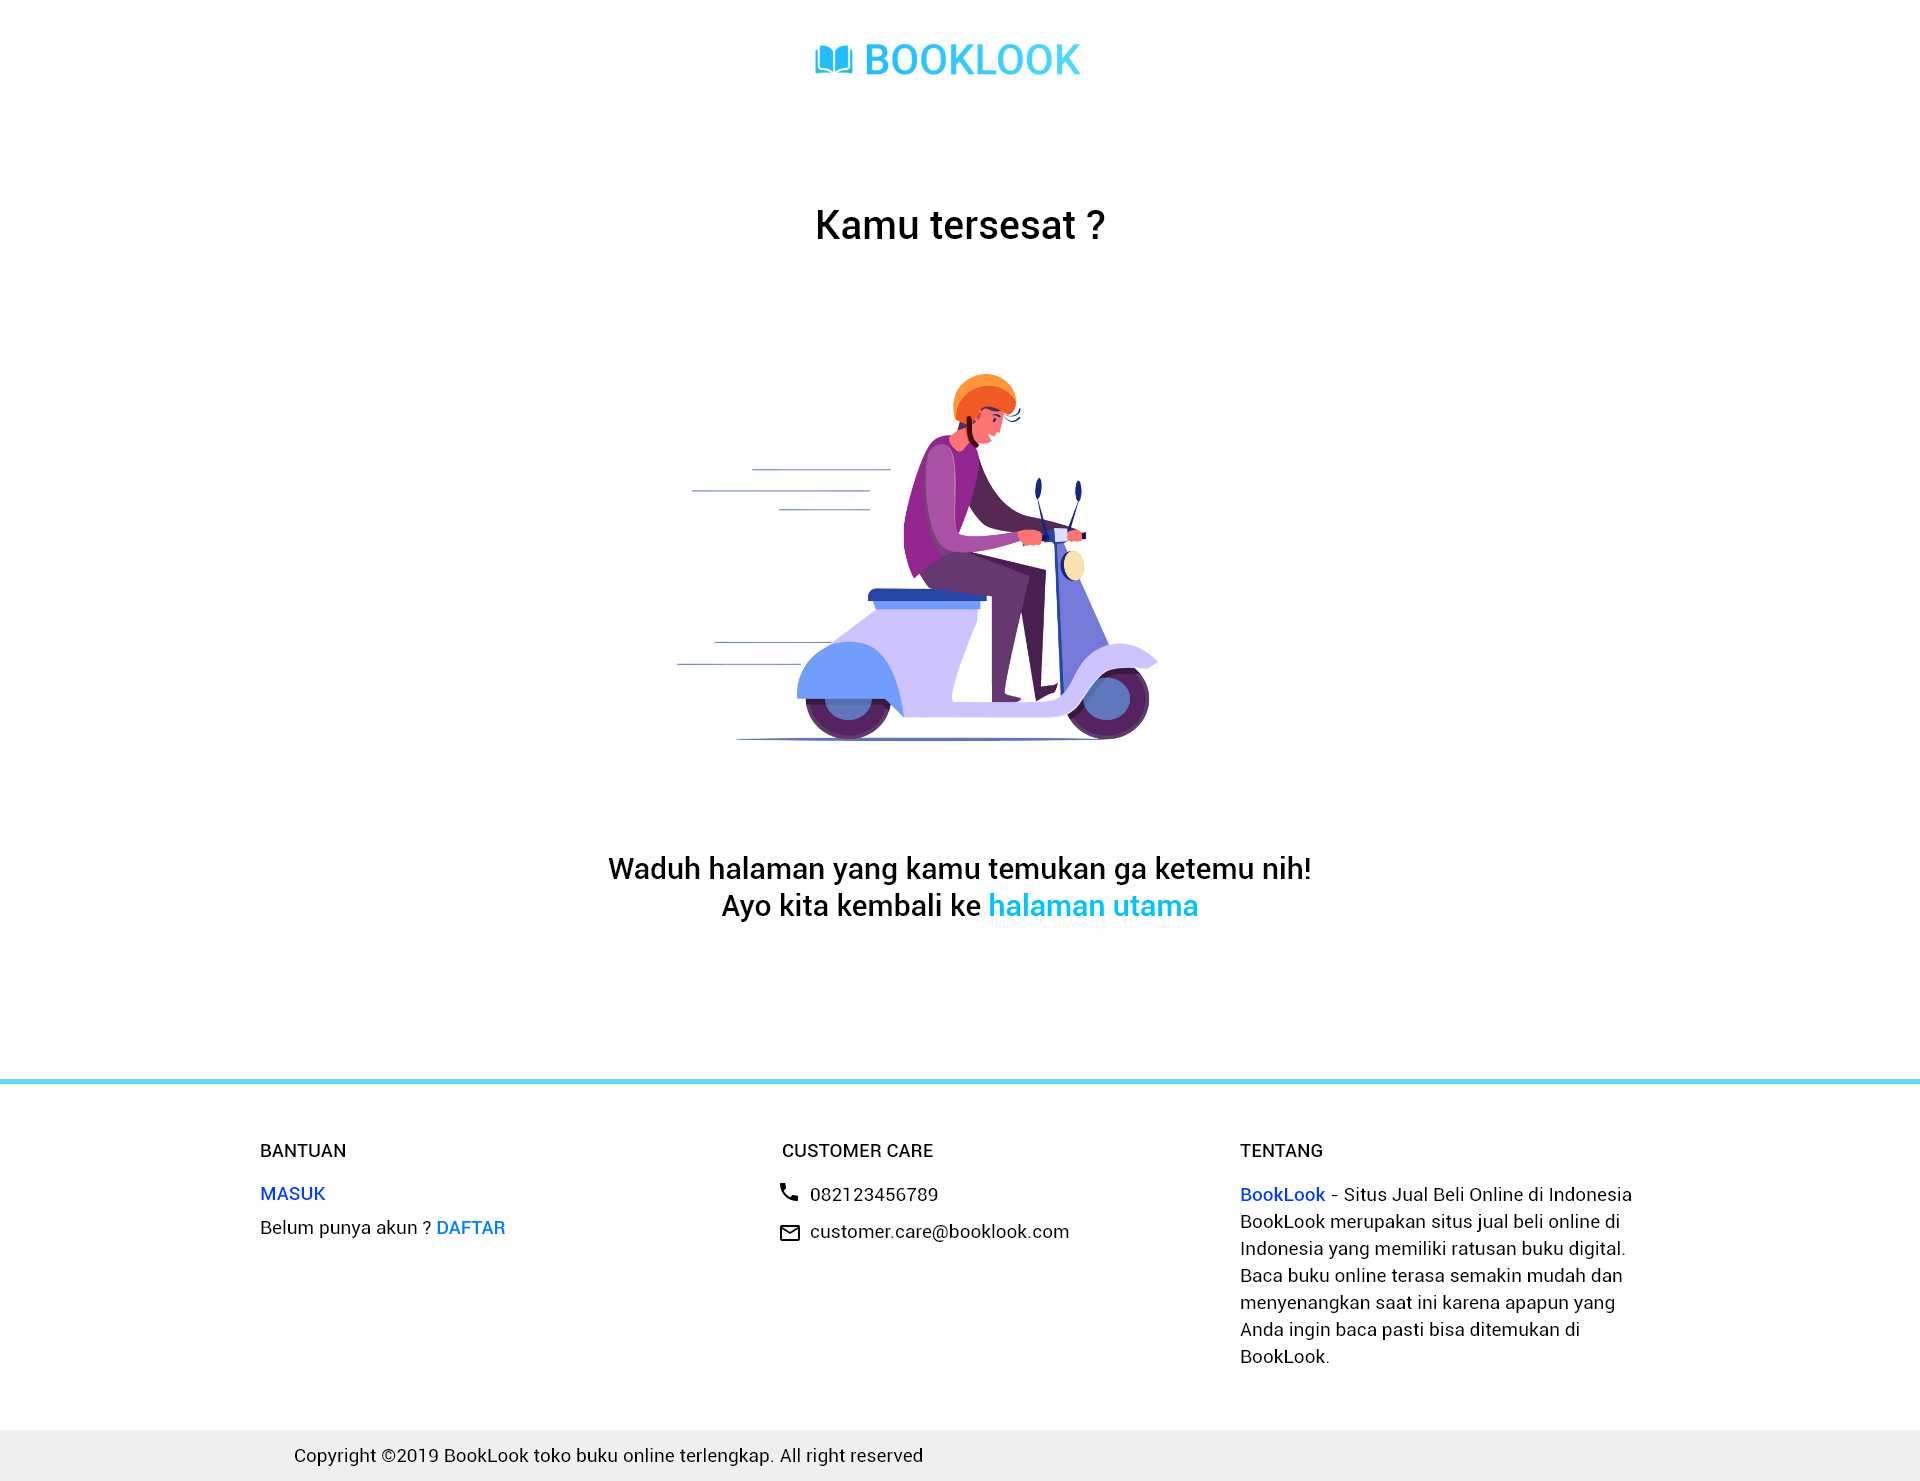 BOOKLOOK
Kamu tersesat ?
Waduh halaman yang kamu temukan ga ketemu nih!
Ayo kita kembali ke halaman utama
BANTUAN
MASUK
Belum punya akun ? DAFTAR
CUSTOMER CARE
082123456789
customer.care@booklook.com
TENTANG
BookLook - Situs Jual Beli Online di Indonesia
BookLook merupakan situs jual beli online di
Indonesia yang memiliki ratusan buku digital.
Baca buku online terasa semakin mudah dan
menyenangkan saat ini karena apapun yang
Anda ingin baca pasti bisa ditemukan di
BookLook.
Copyright ©2019 BookLook toko buku online terlengkap. All right reserved